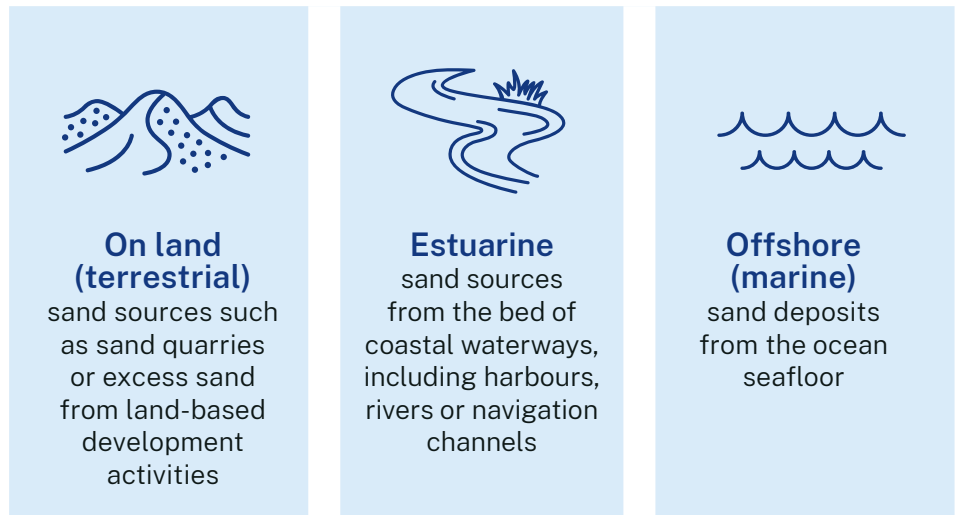 On land
(terrestrial)
sand sources such
as sand quarries
or excess sand
from land-based
development
activities
Estuarine
sand sources
from the bed of
coastal waterways,
including harbours,
rivers or navigation
channels
Offshore
(marine)
sand deposits
from the ocean
seafloor